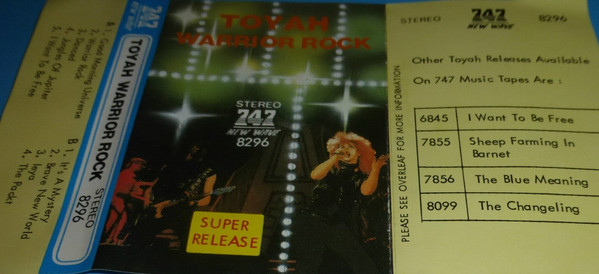 A
1. Good Morning Universe
2. Warrior Rock
3. Danced
4. Jungles Of Jupiter
5. I Want To Be Free
B
1. It's A Mystery
2. Brave New World
3. Ieya
4. The Packt
747
NEW WAVE
TOYAH WARRIOR ROCK
STEREO
8296
TOYAH
WARRIOR ROCK
STEREO
747
NEW WAVE
8296
SUPER
RELEASE
PLEASE SEE OVERLEAF FOR MORE INFORMATION
STEREO 747 8296
NEW WAVE
Other Toyah Releases Available
On 747 Music Tapes Are :
6845 I Want To Be Free
7855 Sheep Farming In
Barnet
7856 The Blue Meaning
8099 The Changeling